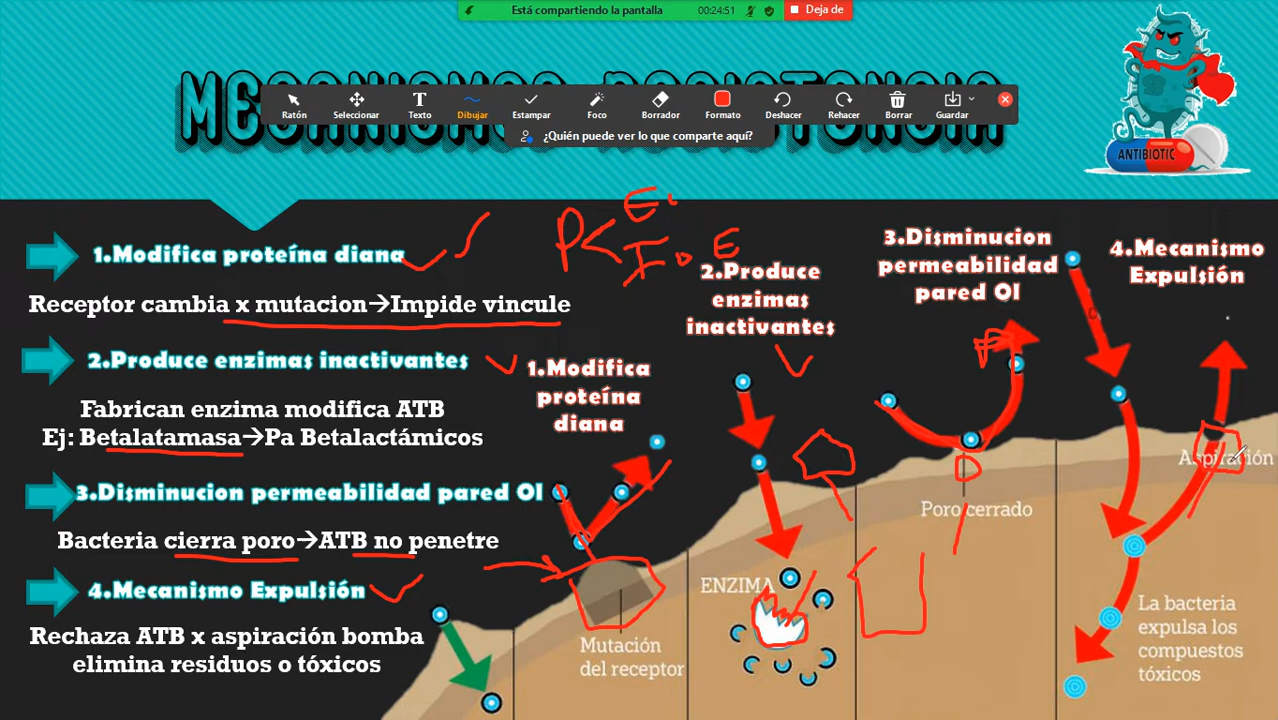 Está compartiendo la pantalla
00:24:51
Deja de
MECANISMOS RESISTENCIA
Ratón
Seleccionar
Texto
Dibujar
Estampar
Foco
Borrador
Formato
Deshacer
Rehacer
Borrar
Guardar
¿Quién puede ver lo que comparte aquí?
ANTIBIOTIC
1.Modifica proteína diana
Receptor cambia x mutacion→Impide vincule
2.Produce enzimas inactivantes
Fabrican enzima modifica ATB
Ej: Betalatamasa→Pa Betalactámicos
3.Disminucion permeabilidad pared Ol
Bacteria cierra poro→ATB no penetre
4.Mecanismo Expulsión
Rechaza ATB x aspiración bomba
elimina residuos o tóxicos
P
E
I
E
1.Modifica
proteína
diana
Mutación
del receptor
2.Produce
enzimas
inactivantes
ENZIMA
3.Disminucion
permeabilidad
pared Ol
Poro cerrado
4.Mecanismo
Expulsión
Aspiración
La bacteria
expulsa los
compuestos
tóxicos